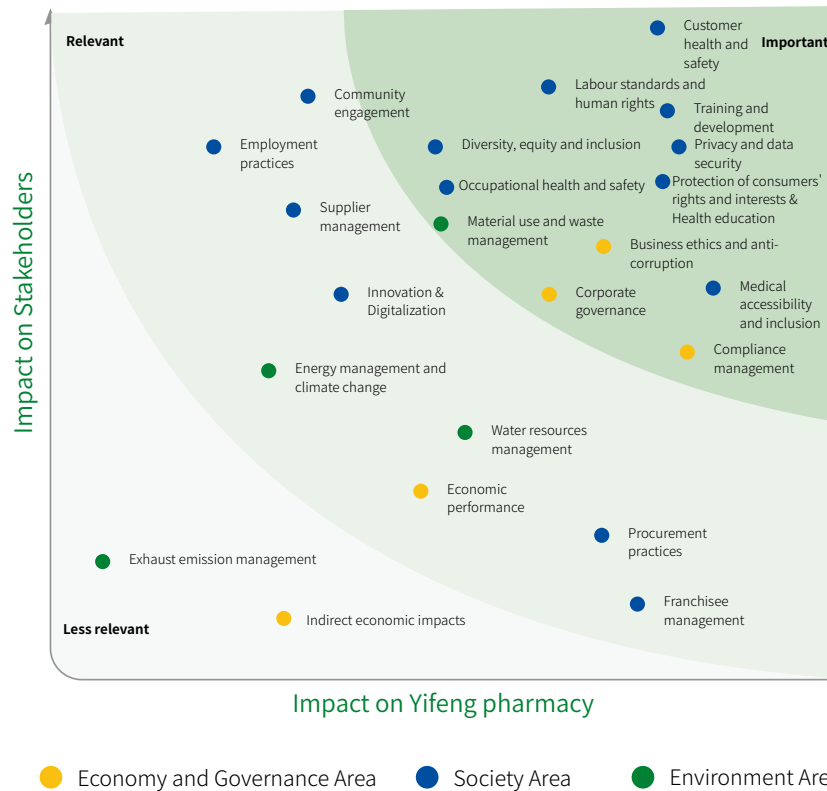 Relevant
Important
Customer
health and
safety
Labour standards and
human rights
Community
engagement
Training and
development
Employment
practices
Diversity, equity and inclusion
Privacy and data
security
Occupational health and safety
Protection of consumers'
rights and interests &
Health education
Supplier
management
Material use and waste
management
Business ethics and anti-
corruption
Innovation &
Digitalization
Corporate
governance
Medical
accessibility
and inclusion
Compliance
management
Energy management and
climate change
Water resources
management
Economic
performance
Procurement
practices
Exhaust emission management
Franchisee
management
Indirect economic impacts
Less relevant
Impact on Stakeholders
Impact on Yifeng pharmacy
Economy and Governance Area
Society Area
Environment Are